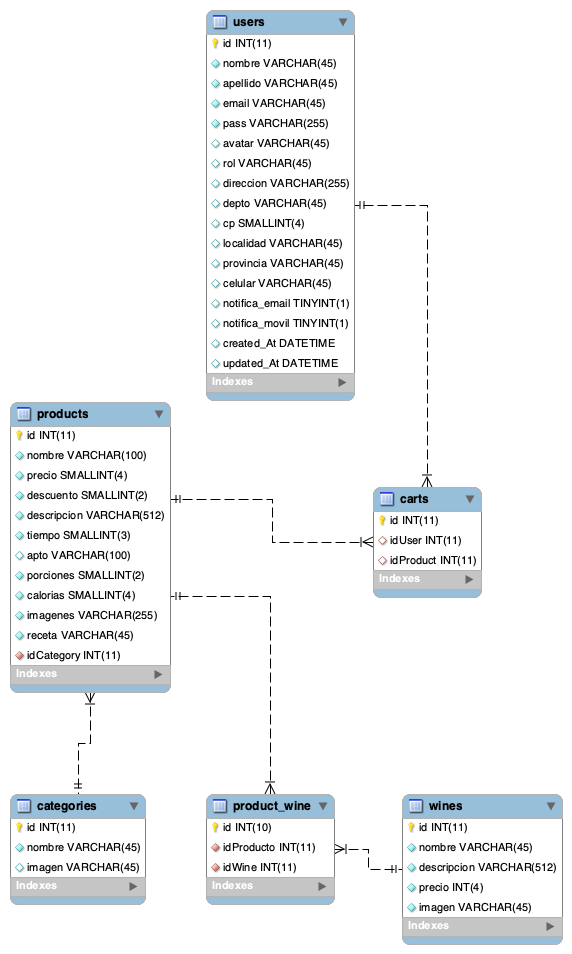 users
id INT(11)
nombre VARCHAR(45)
apellido VARCHAR(45)
email VARCHAR(45)
pass VARCHAR(255)
avatar VARCHAR(45)
rol VARCHAR(45)
direccion VARCHAR(255)
depto VARCHAR(45)
cp SMALLINT(4)
localidad VARCHAR(45)
provincia VARCHAR(45)
celular VARCHAR(45)
notifica_email TINYINT(1)
notifica_movil TINYINT(1)
created_At DATETIME
updated_At DATETIME
Indexes
products
id INT(11)
nombre VARCHAR(100)
precio SMALLINT(4)
descuento SMALLINT(2)
descripcion VARCHAR(512)
tiempo SMALLINT(3)
apto VARCHAR(100)
porciones SMALLINT(2)
calorias SMALLINT(4)
imagenes VARCHAR(255)
receta VARCHAR(45)
idCategory INT(11)
Indexes
carts
id INT(11)
idUser INT(11)
idProduct INT(11)
Indexes
categories
id INT(11)
nombre VARCHAR(45)
imagen VARCHAR(45)
Indexes
product_wine
id INT(10)
idProducto INT(11)
idWine INT(11)
Indexes
wines
id INT(11)
nombre VARCHAR(45)
descripcion VARCHAR(512)
precio INT(4)
imagen VARCHAR(45)
Indexes